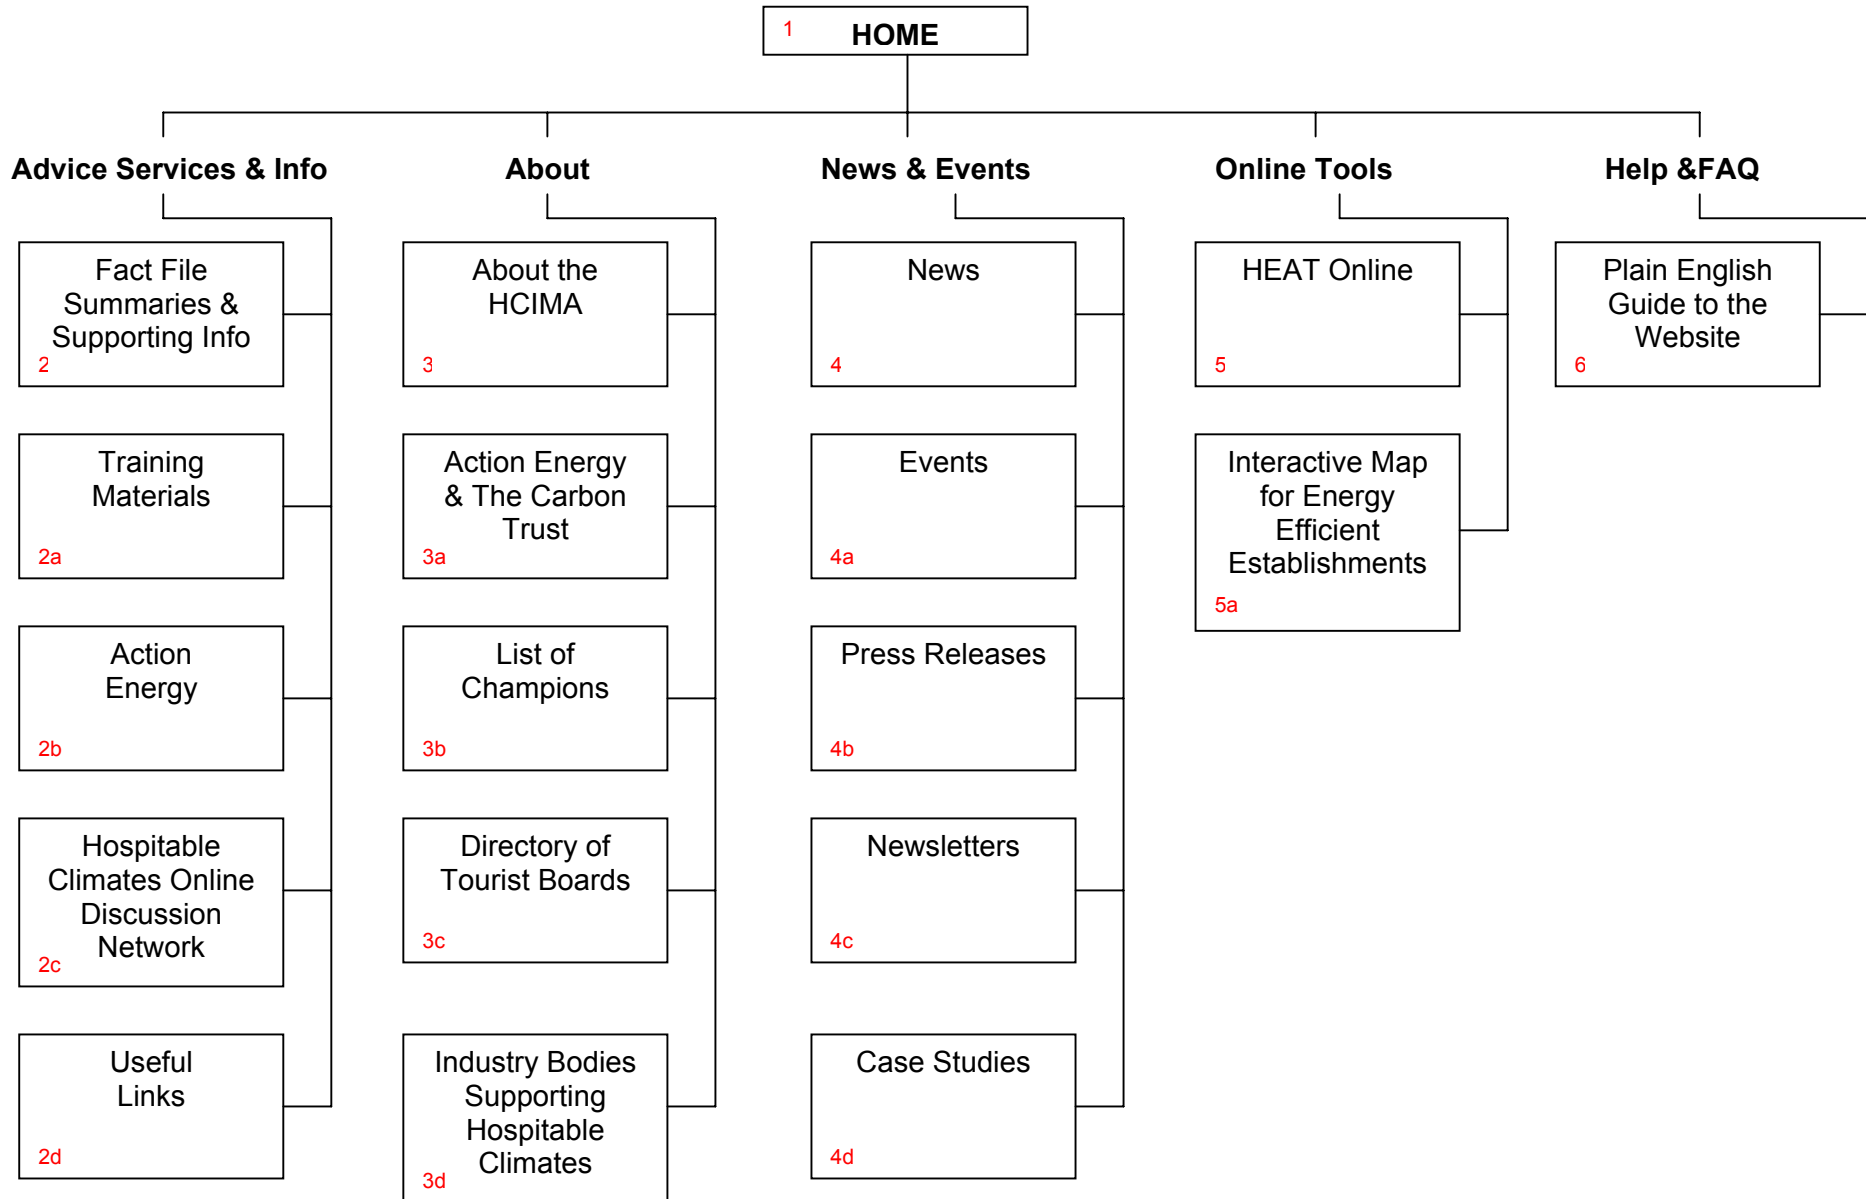 1 HOME
Advice Services & Info
Fact File
Summaries &
Supporting Info
2
Training
Materials
2a
Action
Energy
2b
Hospitable
Climates Online
Discussion
Network
2c
Useful
Links
2d
About
About the
HCIMA
3
Action Energy
& The Carbon
Trust
3a
List of
Champions
3b
Directory of
Tourist Boards
3c
Industry Bodies
Supporting
Hospitable
Climates
3d
News & Events
News
4
Events
4a
Press Releases
4b
Newsletters
4c
Case Studies
4d
Online Tools
HEAT Online
5
Interactive Map
for Energy
Efficient
Establishments
5a
Help &FAQ
Plain English
Guide to the
Website
6